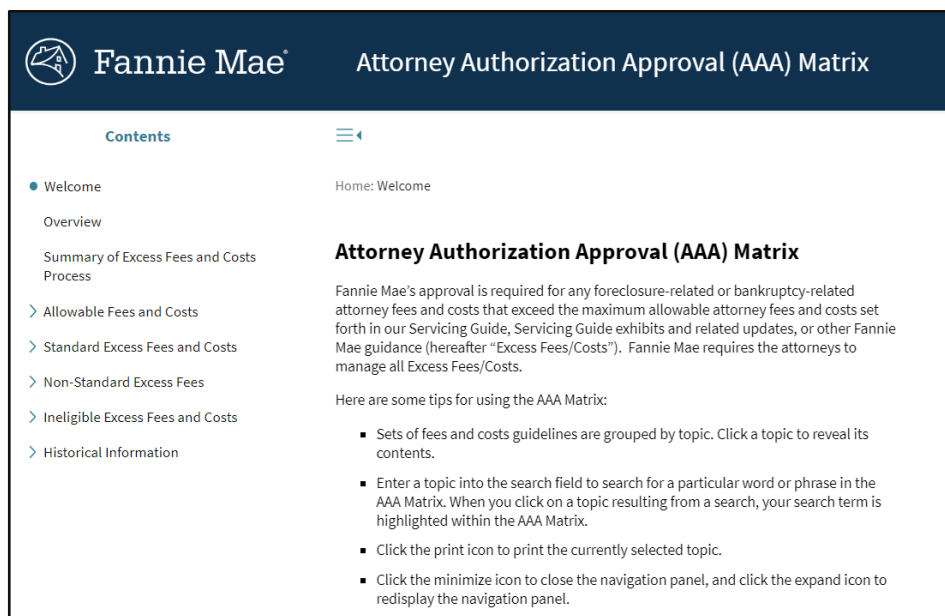 Fannie Mae®
Attorney Authorization Approval (AAA) Matrix
Contents
Welcome
Overview
Summary of Excess Fees and Costs
Process
Allowable Fees and Costs
Standard Excess Fees and Costs
Non-Standard Excess Fees
Ineligible Excess Fees and Costs
Historical Information
Home: Welcome
Attorney Authorization Approval (AAA) Matrix
Fannie Mae’s approval is required for any foreclosure-related or bankruptcy-related
attorney fees and costs that exceed the maximum allowable attorney fees and costs set
forth in our Servicing Guide, Servicing Guide exhibits and related updates, or other Fannie
Mae guidance (hereafter “Excess Fees/Costs”).  Fannie Mae requires the attorneys to
manage all Excess Fees/Costs.
Here are some tips for using the AAA Matrix:
▪ Sets of fees and costs guidelines are grouped by topic. Click a topic to reveal its
contents.
▪ Enter a topic into the search field to search for a particular word or phrase in the
AAA Matrix. When you click on a topic resulting from a search, your search term is
highlighted within the AAA Matrix.
▪ Click the print icon to print the currently selected topic.
▪ Click the minimize icon to close the navigation panel, and click the expand icon to
redisplay the navigation panel.